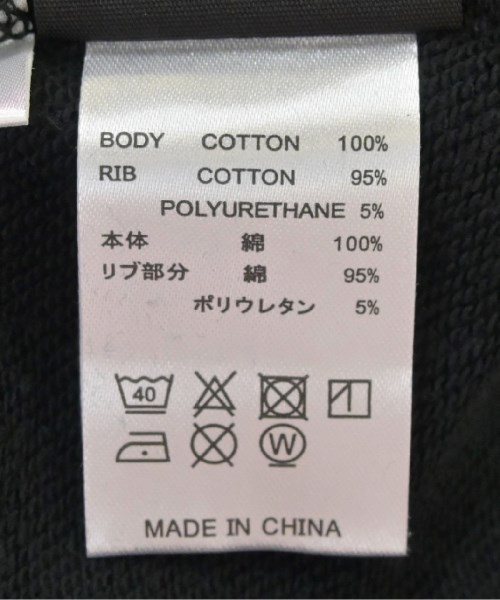 BODY COTTON 100%
RIB COTTON 95%
POLYURETHANE 5%
本体 綿 100%
リブ部分 綿 95%
ポリウレタン 5%
40
W
MADE IN CHINA